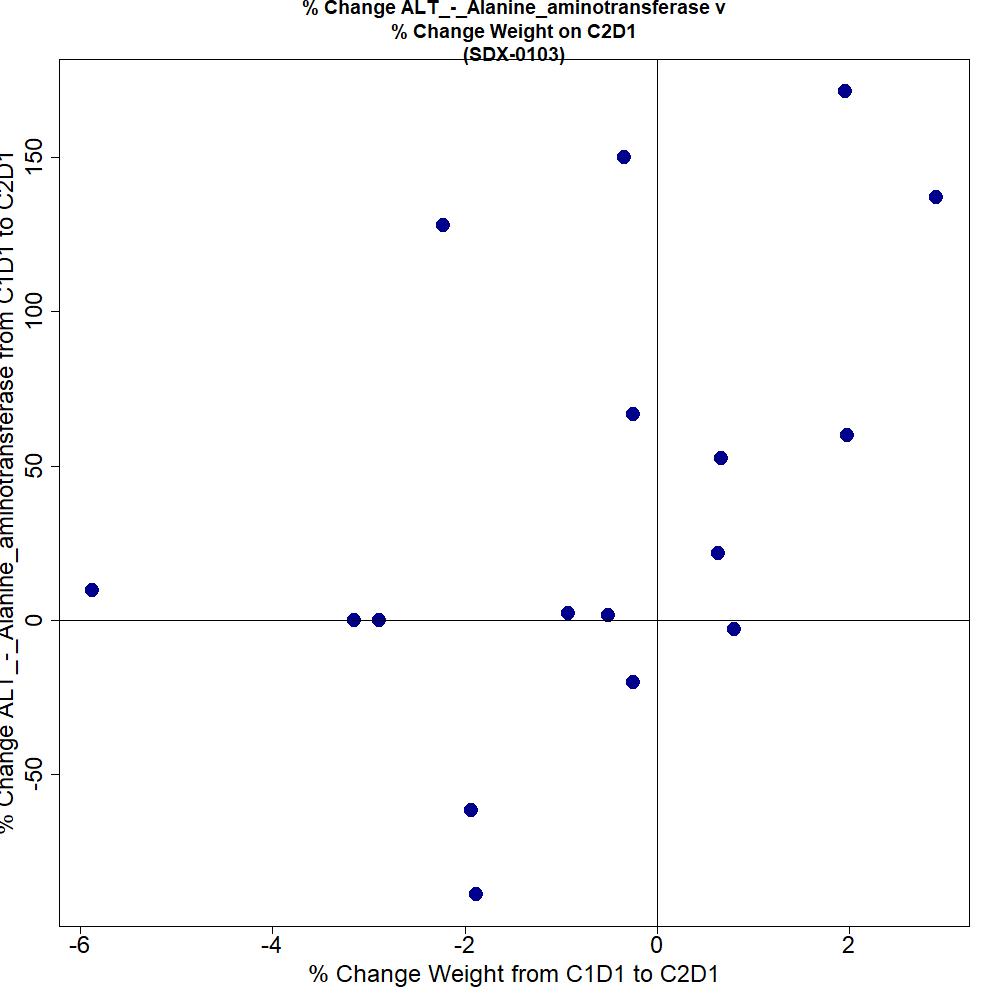 % Change ALT_-_Alanine_aminotransferase v
% Change Weight on C2D1
(SDX-0103)
% Change ALT_-_Alanine_aminotransferase from C1D1 to C2D1
150
100
50
0
-50
-6
-4
-2
0
2
% Change Weight from C1D1 to C2D1